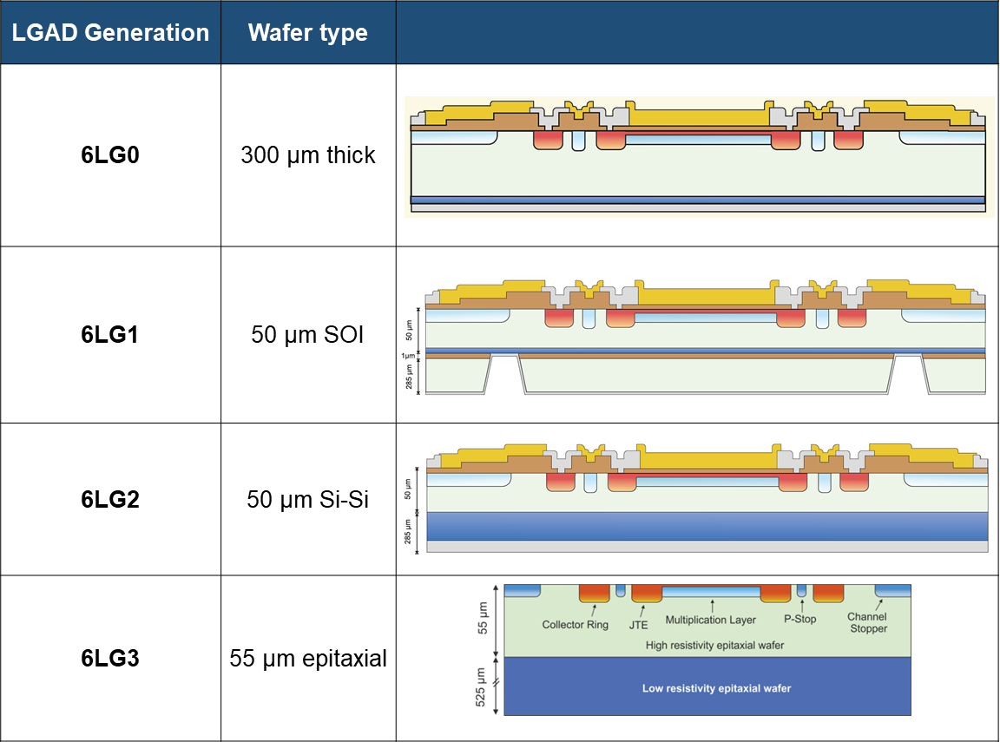 LGAD Generation
Wafer type
6LG0
300 µm thick
6LG1
50 µm SOI
50 µm
1µm
285 µm
6LG2
50 µm Si-Si
50 µm
285 µm
6LG3
55 µm epitaxial
55 µm
525 µm
Collector Ring
JTE
Multiplication Layer
P-Stop
Channel
Stopper
High resistivity epitaxial wafer
Low resistivity epitaxial wafer